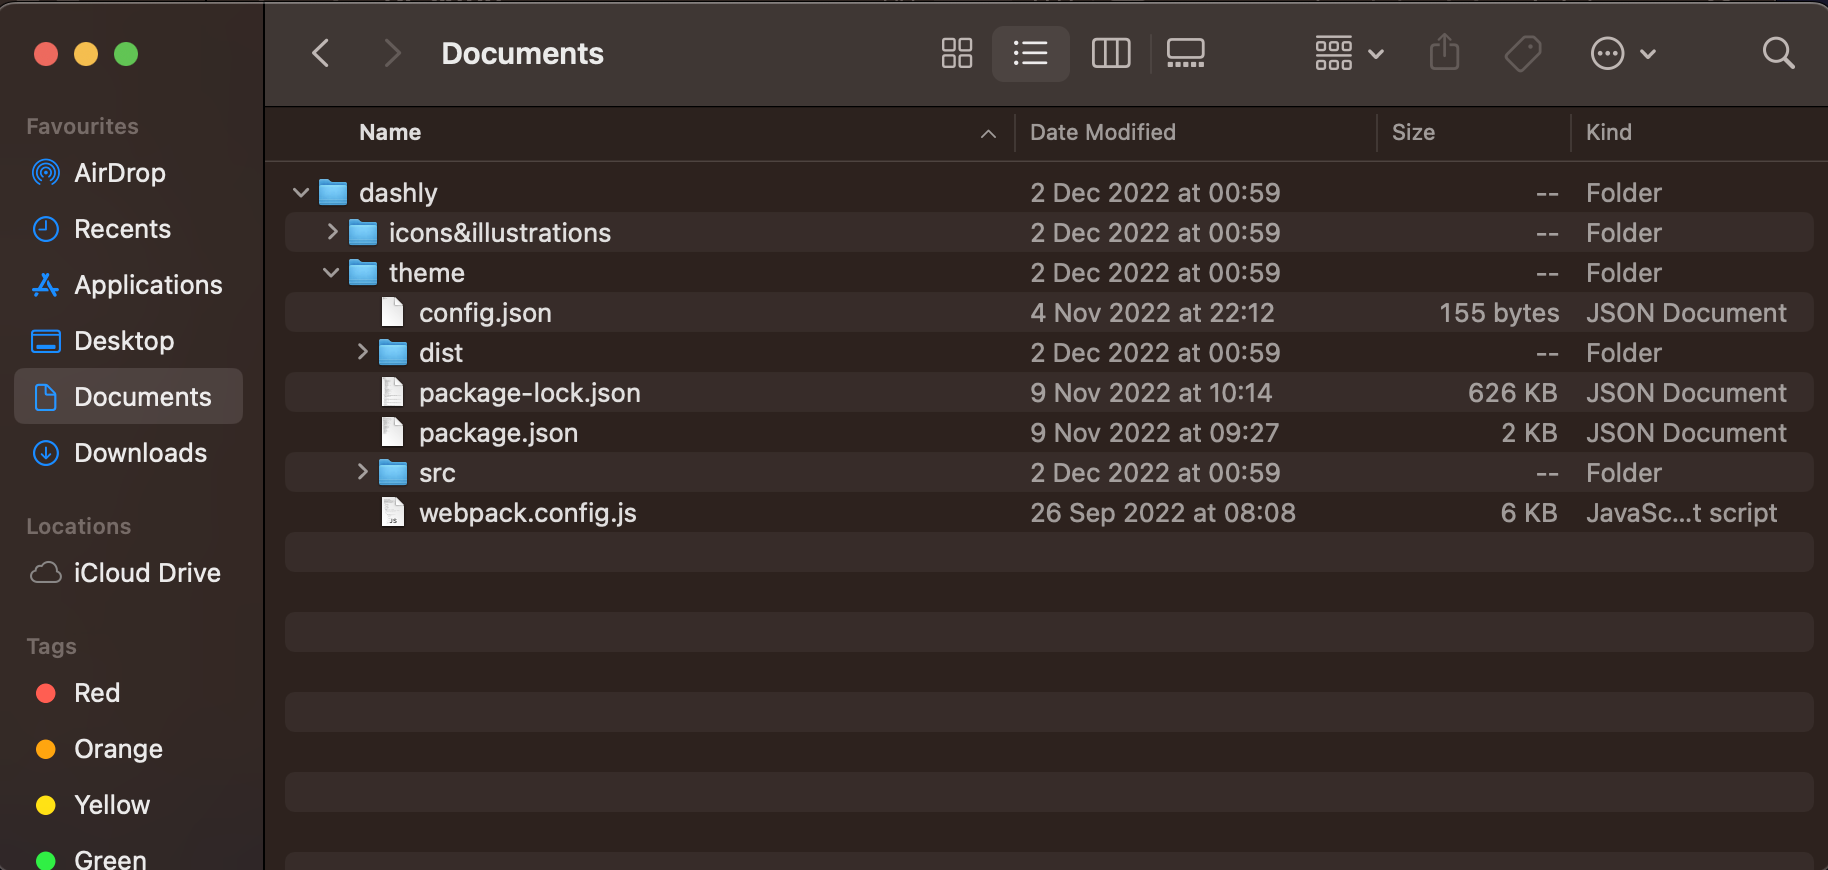 Documents
Favourites
AirDrop
Recents
Applications
Desktop
Documents
Downloads
Locations
iCloud Drive
Tags
Red
Orange
Yellow
Green
Name Date Modified Size Kind
dashly 2 Dec 2022 at 00:59 -- Folder
icons&illustrations 2 Dec 2022 at 00:59 -- Folder
theme 2 Dec 2022 at 00:59 -- Folder
config.json 4 Nov 2022 at 22:12 155 bytes JSON Document
dist 2 Dec 2022 at 00:59 -- Folder
package-lock.json 9 Nov 2022 at 10:14 626 KB JSON Document
package.json 9 Nov 2022 at 09:27 2 KB JSON Document
src 2 Dec 2022 at 00:59 -- Folder
webpack.config.js 26 Sep 2022 at 08:08 6 KB JavaSc...t script